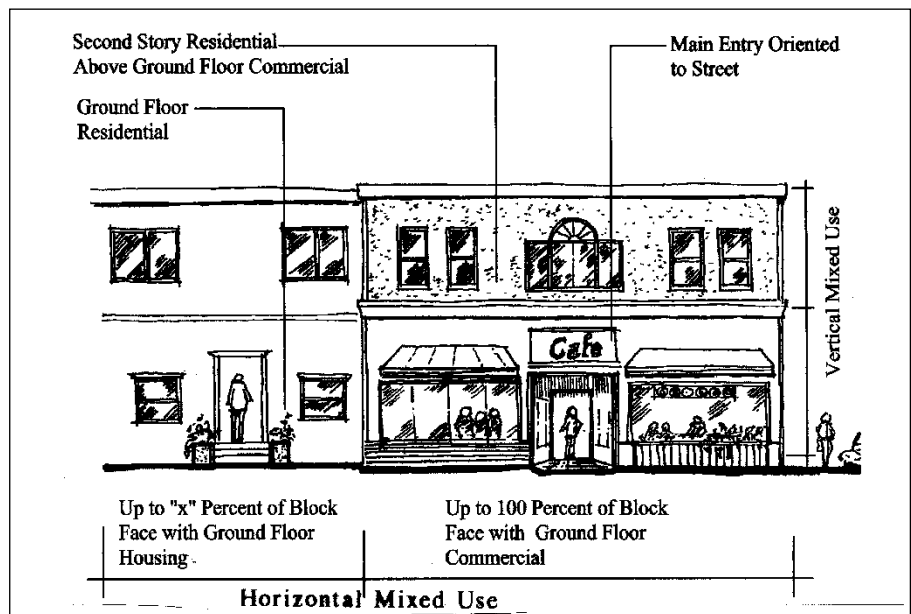 Second Story Residential
Above Ground Floor Commercial
Main Entry Oriented
to Street
Ground Floor
Residential
Vertical Mixed Use
Cafe
Up to "x" Percent of Block
Face with Ground Floor
Housing
Up to 100 Percent of Block
Face with Ground Floor
Commercial
Horizontal Mixed Use